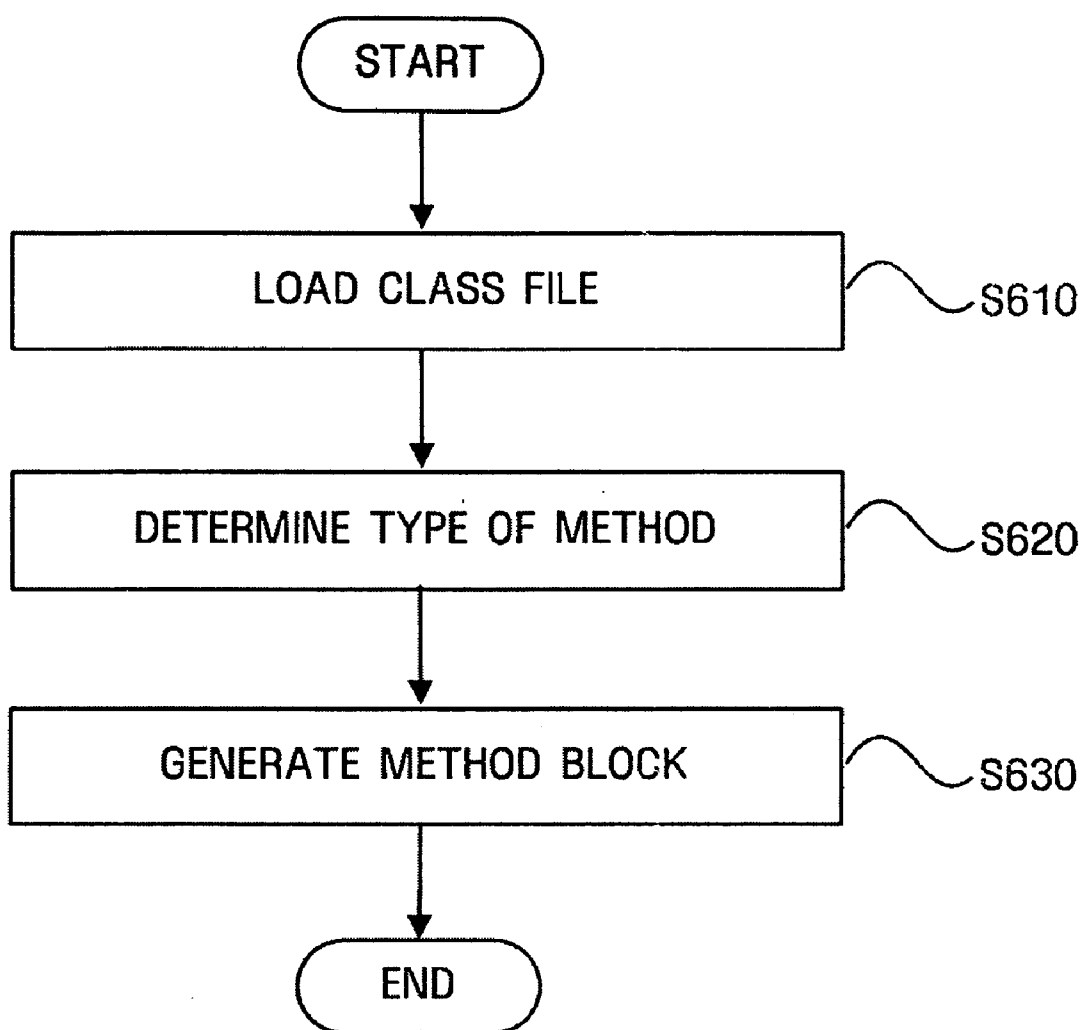 START
LOAD CLASS FILE
S610
DETERMINE TYPE OF METHOD
S620
GENERATE METHOD BLOCK
S630
END